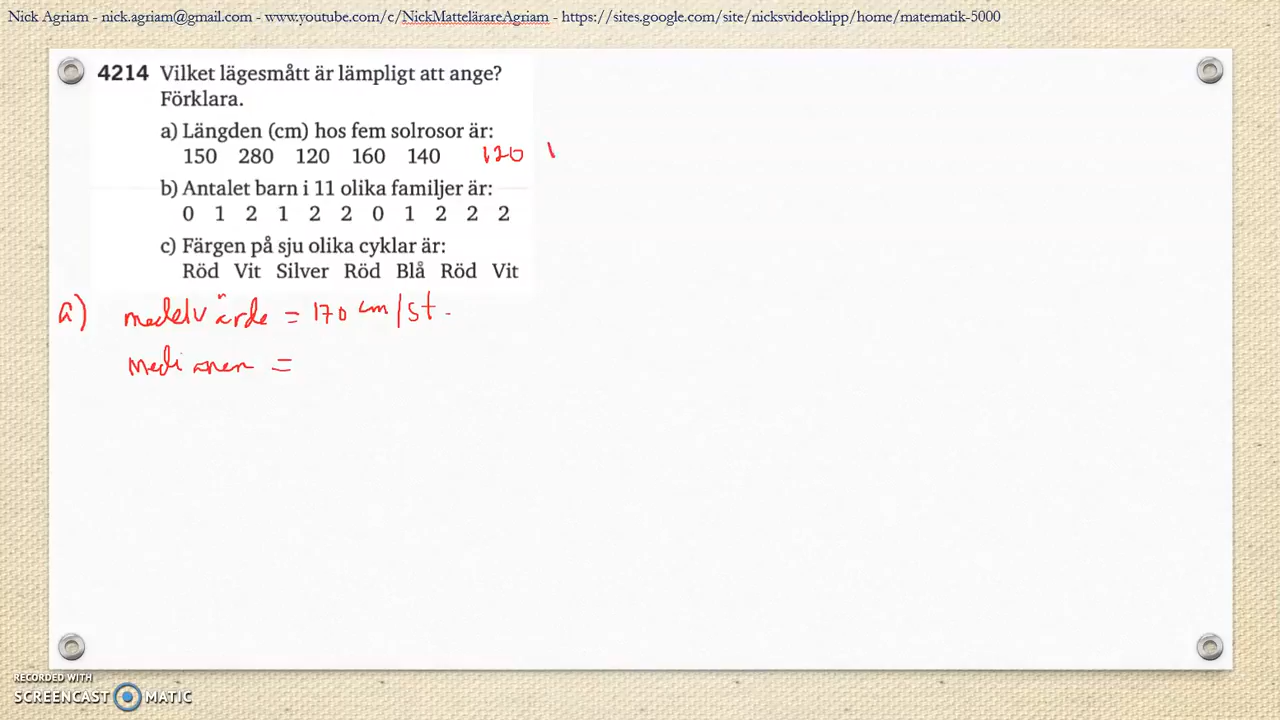 Nick Agriam - nick.agriam@gmail.com - www.youtube.com/c/NickMattelärareAgriam - https://sites.google.com/site/nicksvideoklipp/home/matematik-5000
4214 Vilket lägesmått är lämpligt att ange?
Förklara.
a) Längden (cm) hos fem solrosor är:
150 280 120 160 140 120 1
b) Antalet barn i 11 olika familjer är:
0 1 2 1 2 2 0 1 2 2 2
c) Färgen på sju olika cyklar är:
Röd Vit Silver Röd Blå Röd Vit
a) medelvärde = 170 cm/st.
medianen =
RECORDED WITH
SCREENCAST MATIC